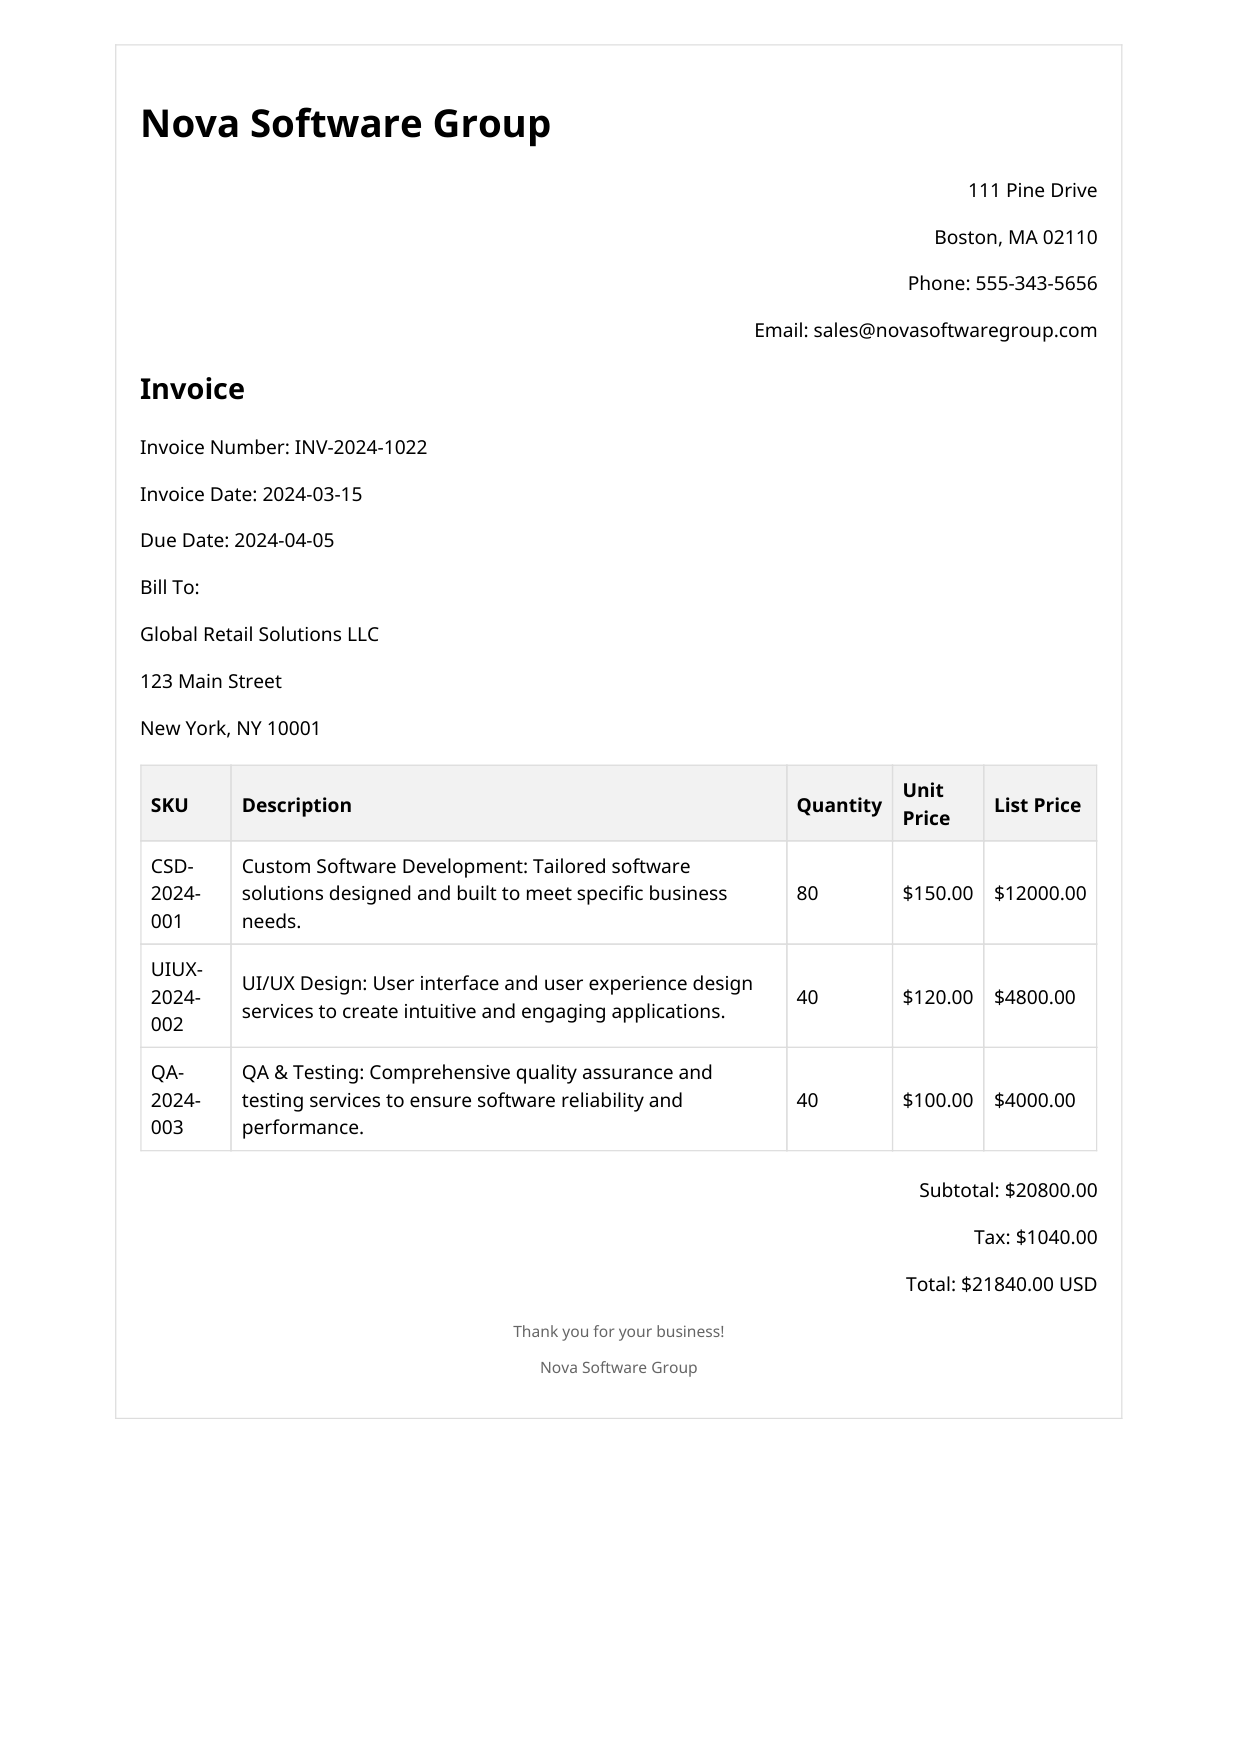 Nova Software Group
111 Pine Drive
Boston, MA 02110
Phone: 555-343-5656
Email: sales@novasoftwaregroup.com
Invoice
Invoice Number: INV-2024-1022
Invoice Date: 2024-03-15
Due Date: 2024-04-05
Bill To:
Global Retail Solutions LLC
123 Main Street
New York, NY 10001
SKU Description Quantity Unit Price List Price
CSD-2024-001 Custom Software Development: Tailored software solutions designed and built to meet specific business needs. 80 $150.00 $12000.00
UIUX-2024-002 UI/UX Design: User interface and user experience design services to create intuitive and engaging applications. 40 $120.00 $4800.00
QA-2024-003 QA & Testing: Comprehensive quality assurance and testing services to ensure software reliability and performance. 40 $100.00 $4000.00
Subtotal: $20800.00
Tax: $1040.00
Total: $21840.00 USD
Thank you for your business!
Nova Software Group